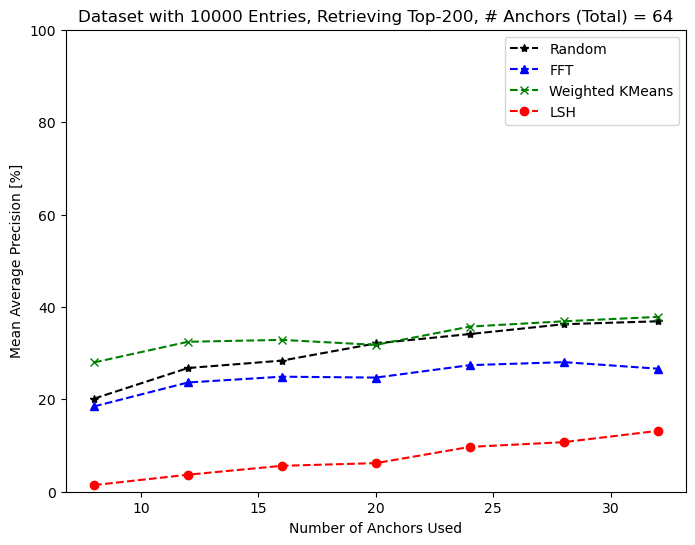 Dataset with 10000 Entries, Retrieving Top-200, # Anchors (Total) = 64
Random
FFT
Weighted KMeans
LSH
Mean Average Precision [%]
100
80
60
40
20
0
10
15
20
25
30
Number of Anchors Used